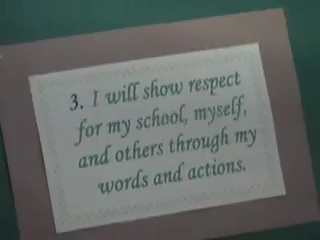 3. I will show respect
for my school, myself,
and others through my
words and actions.